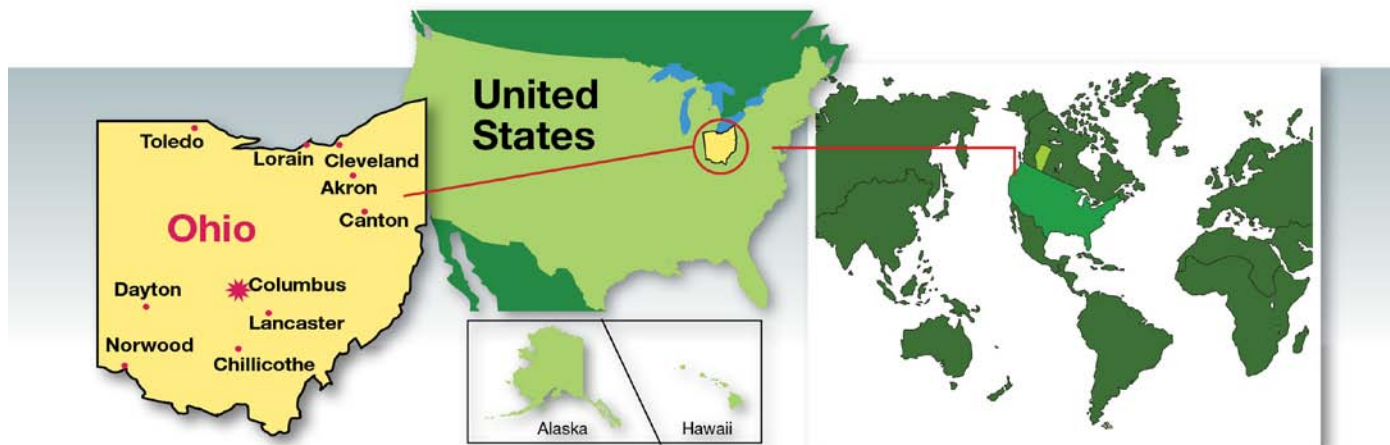 United
States
Toledo
Lorain
Cleveland
Akron
Canton
Ohio
Columbus
Dayton
Lancaster
Norwood
Chillicothe
Alaska
Hawaii